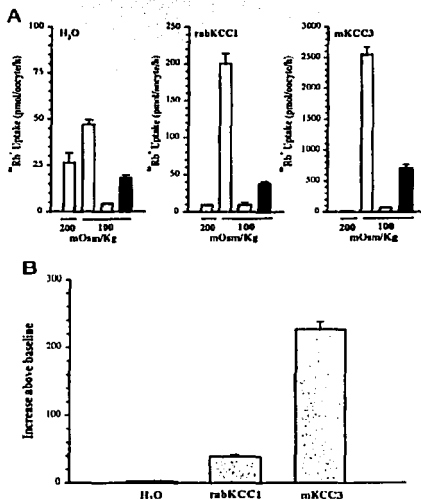 A
H₂O
rabKCC1
mKCC3
⁸⁶Rb⁺ Uptake (pmol/oocyte/h)
100
75
50
25
0
200 100
mOsm/Kg
⁸⁶Rb⁺ Uptake (pmol/oocyte/h)
250
200
150
100
50
0
200 100
mOsm/Kg
⁸⁶Rb⁺ Uptake (pmol/oocyte/h)
3000
2500
2000
1500
1000
500
0
200 100
mOsm/Kg
B
Increase above baseline
300
200
100
0
H₂O rabKCC1 mKCC3